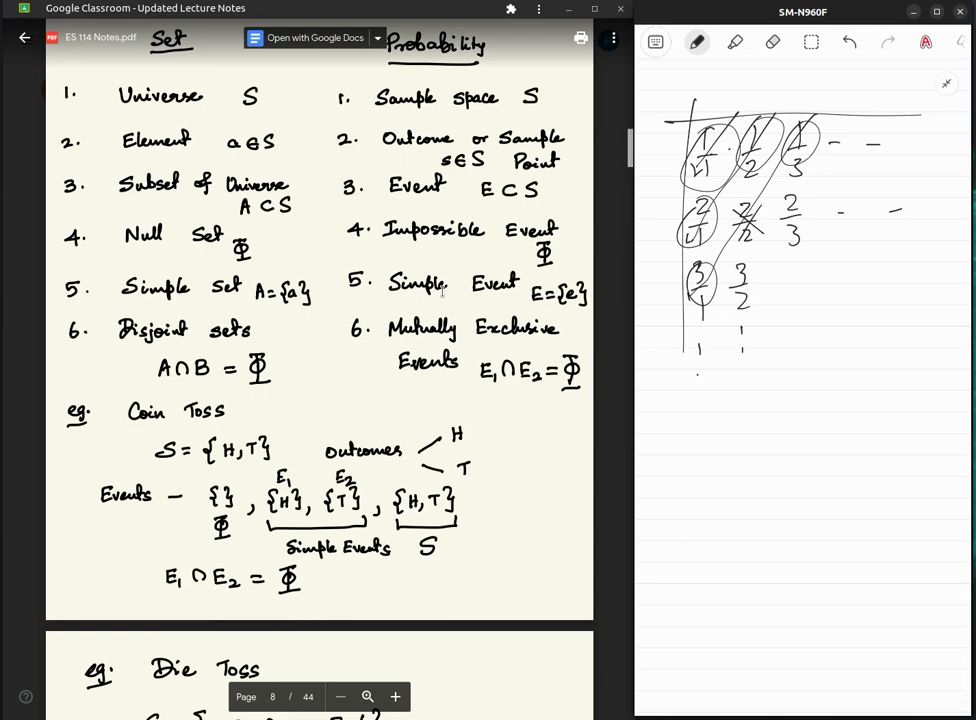 Google Classroom - Updated Lecture Notes
ES 114 Notes.pdf
Open with Google Docs
Set
Probability
1. Universe S
1. Sample space S
2. Element a ∈ S
2. Outcome or Sample
s ∈ S Point
3. Subset of Universe
A ⊂ S
3. Event E ⊂ S
4. Null Set Φ
4. Impossible Event
Φ
5. Simple set A = {a}
5. Simple Event E = {e}
6. Disjoint sets
A ∩ B = Φ
6. Mutually Exclusive
Events E₁ ∩ E₂ = Φ
eg. Coin Toss
S = {H, T} outcomes H
T
E₁ E₂
Events – {}, {H}, {T}, {H, T}
Φ
Simple Events S
E₁ ∩ E₂ = Φ
eg. Die Toss
Page 8 / 44
SM-N960F
1/1 1/2 1/3 - -
2/1 2/2 2/3 - -
3/1 3/2